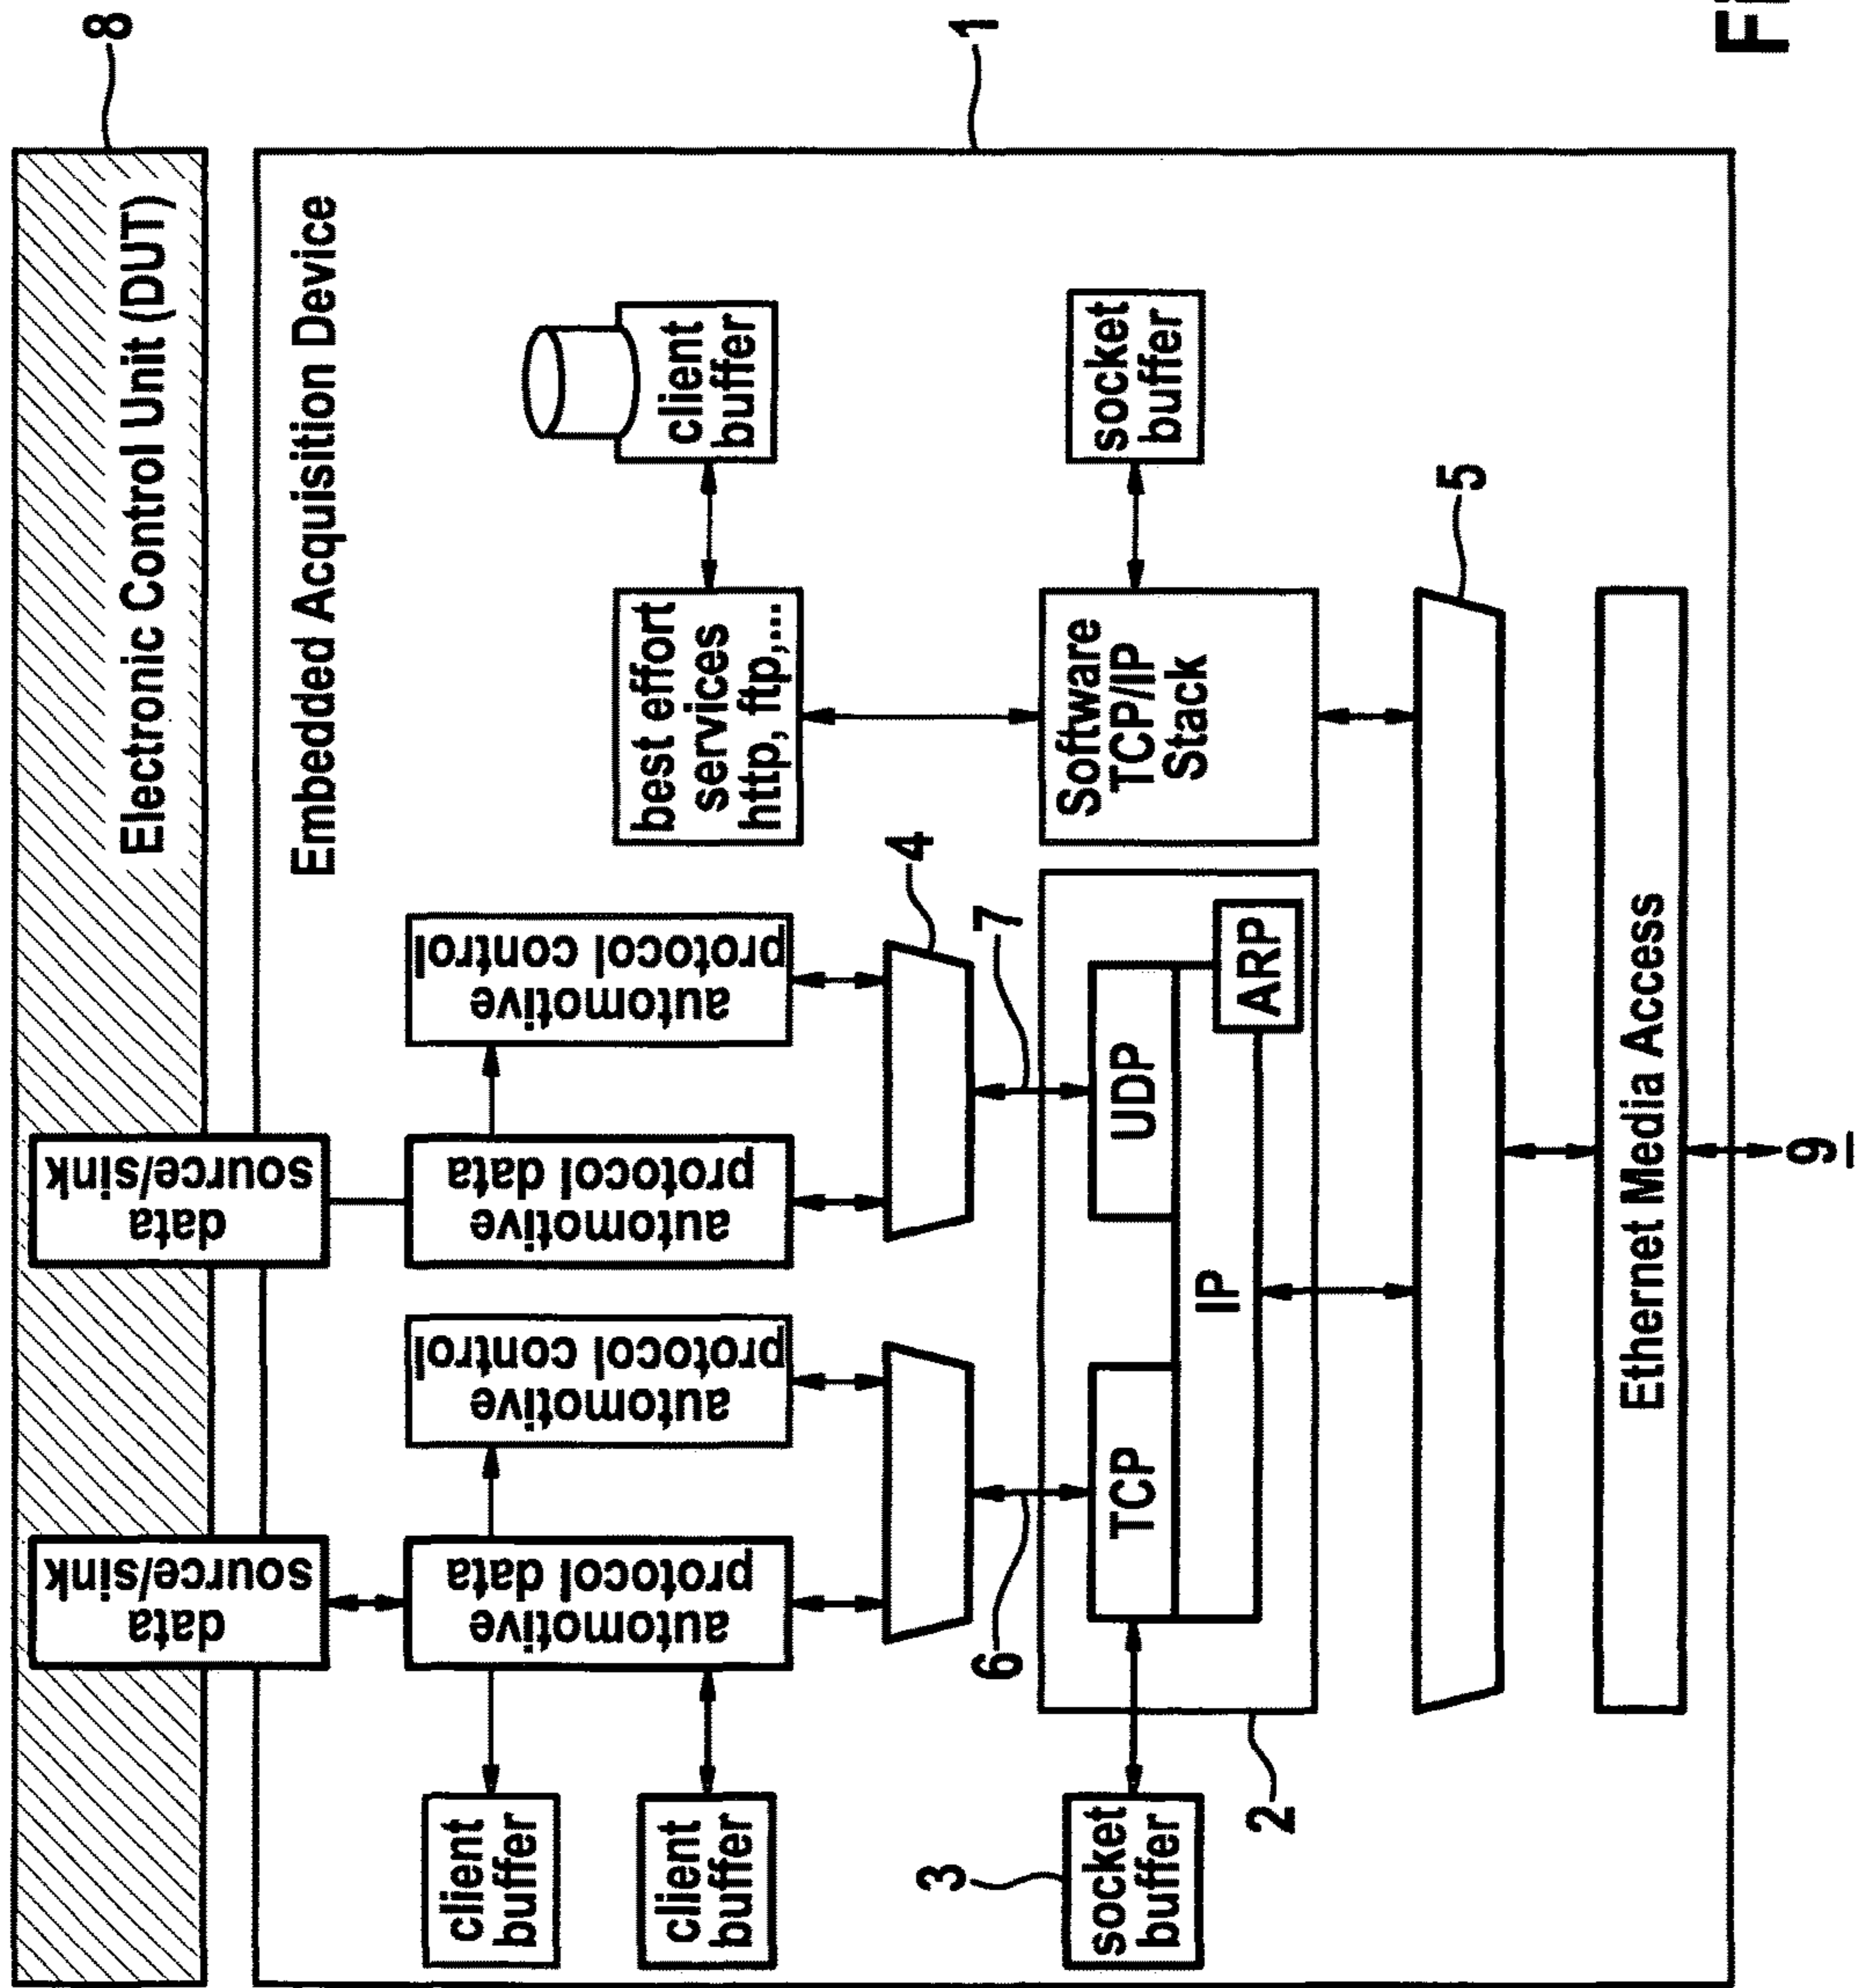 8
Electronic Control Unit (DUT)
data
source/sink
data
source/sink
Embedded Acquisition Device
1
client
buffer
client
buffer
automotive
protocol data
automotive
protocol control
automotive
protocol data
automotive
protocol control
best effort
services
http, ftp,...
client
buffer
4
6
7
3
socket
buffer
2
TCP
UDP
IP
ARP
Software
TCP/IP
Stack
socket
buffer
5
Ethernet Media Access
9
Fi